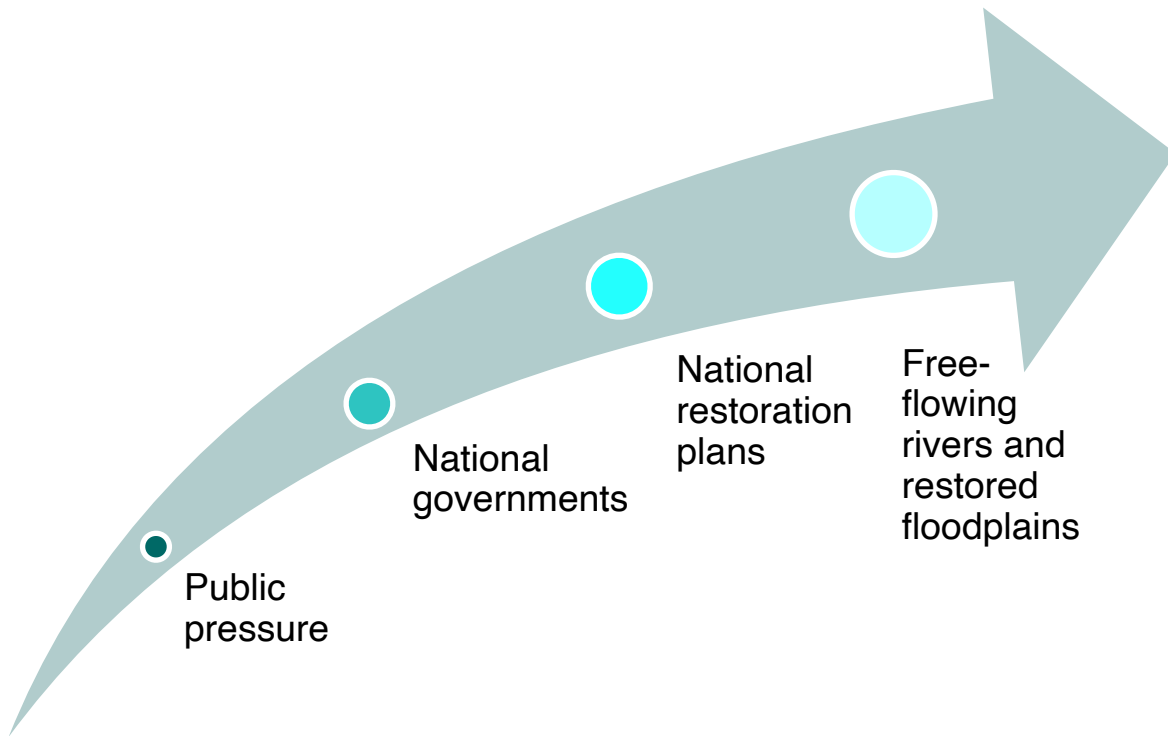 Public
pressure
National
governments
National
restoration
plans
Free-
flowing
rivers and
restored
floodplains